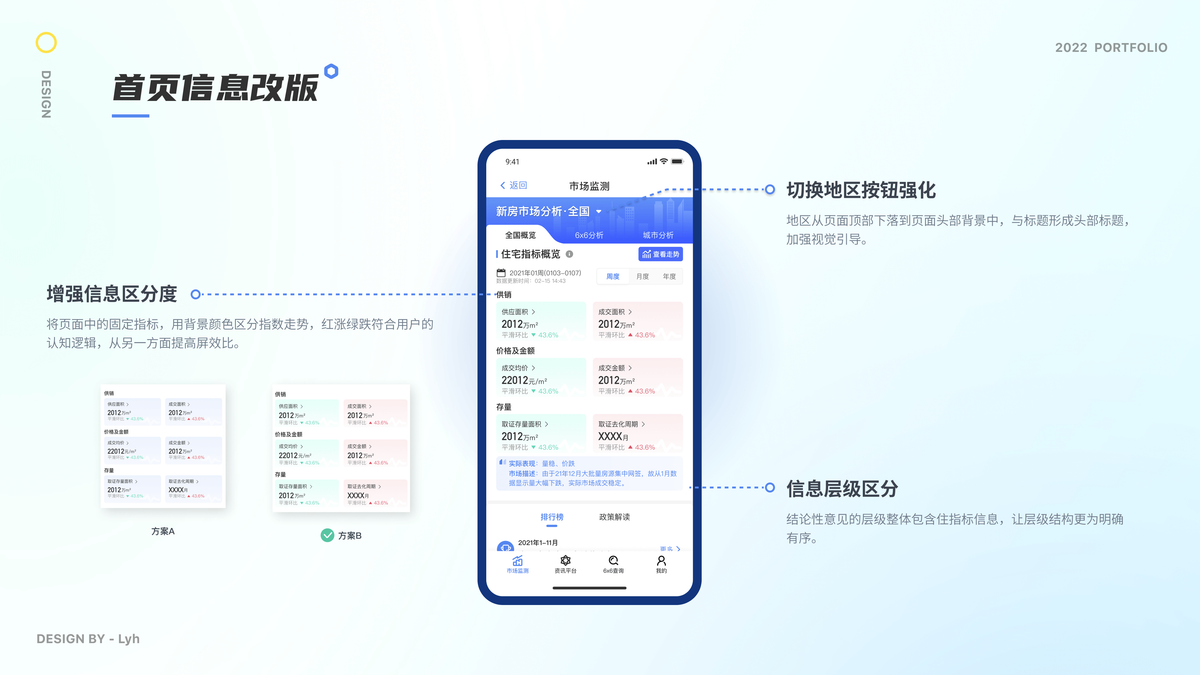 2022 PORTFOLIO
DESIGN
首页信息改版
增强信息区分度
将页面中的固定指标，用背景颜色区分指数走势，红涨绿跌符合用户的
认知逻辑，从另一方面提高屏效比。
供销
供应面积 成交面积
2012万m² 2012万m²
平滑环比 43.6% 平滑环比 43.6%
价格及金额
成交均价 成交金额
22012元/m² 2012万m²
平滑环比 43.6% 平滑环比 43.6%
存量
取证存量面积 取证去化周期
2012万m² XXXX月
平滑环比 43.6% 平滑环比 43.6%
方案A
供销
供应面积 成交面积
2012万m² 2012万m²
平滑环比 43.6% 平滑环比 43.6%
价格及金额
成交均价 成交金额
22012元/m² 2012万m²
平滑环比 43.6% 平滑环比 43.6%
存量
取证存量面积 取证去化周期
2012万m² XXXX月
平滑环比 43.6% 平滑环比 43.6%
方案B
9:41
返回 市场监测
新房市场分析·全国
全国概览 6x6分析 城市分析
住宅指标概览 查看走势
2021年01周(0103-0107) 周度 月度 年度
数据更新时间：02-15 14:43
供销
供应面积 成交面积
2012万m² 2012万m²
平滑环比 43.6% 平滑环比 43.6%
价格及金额
成交均价 成交金额
22012元/m² 2012万m²
平滑环比 43.6% 平滑环比 43.6%
存量
取证存量面积 取证去化周期
2012万m² XXXX月
平滑环比 43.6% 平滑环比 43.6%
实际表现：量稳、价跌
市场描述：由于21年12月大批量房源集中网签，故从1月数
据显示量大幅下跌，实际市场成交稳定。
排行榜 政策解读
2021年1-11月 更多
市场监测 资讯平台 6x6查询 我的
切换地区按钮强化
地区从页面顶部下落到页面头部背景中，与标题形成头部标题，
加强视觉引导。
信息层级区分
结论性意见的层级整体包含住指标信息，让层级结构更为明确
有序。
DESIGN BY - Lyh